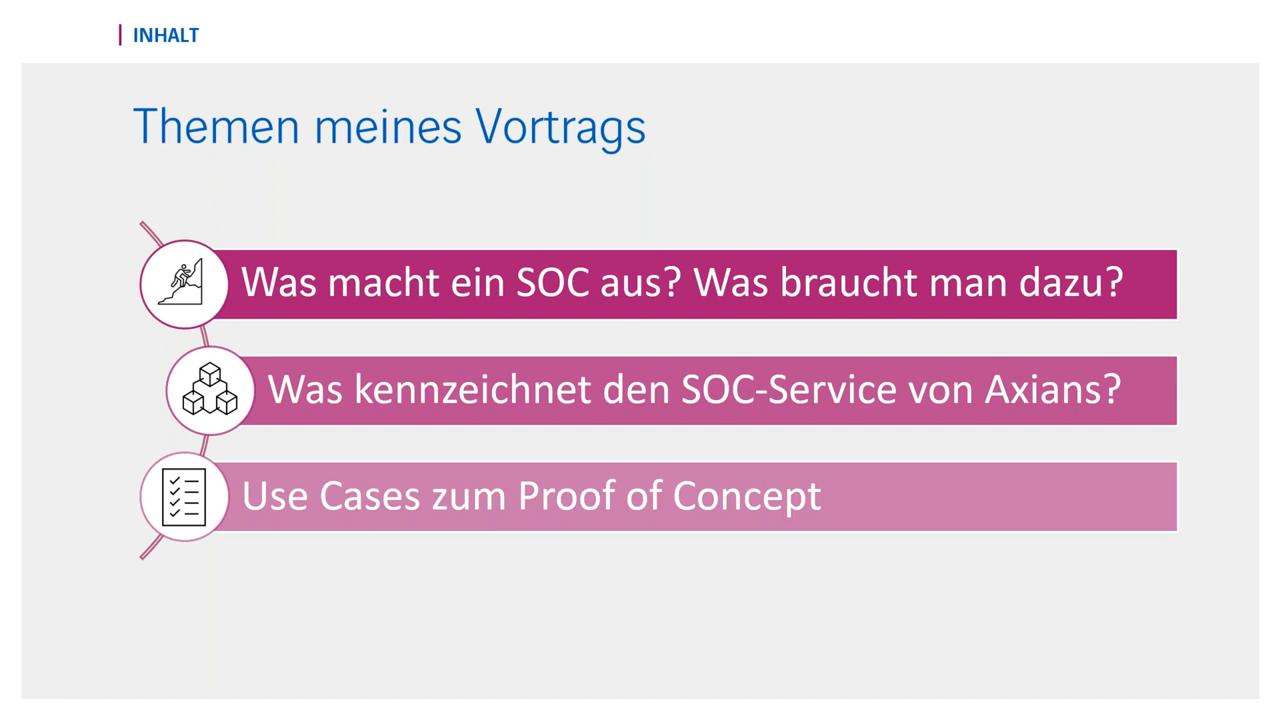 INHALT
Themen meines Vortrags
Was macht ein SOC aus? Was braucht man dazu?
Was kennzeichnet den SOC-Service von Axians?
Use Cases zum Proof of Concept